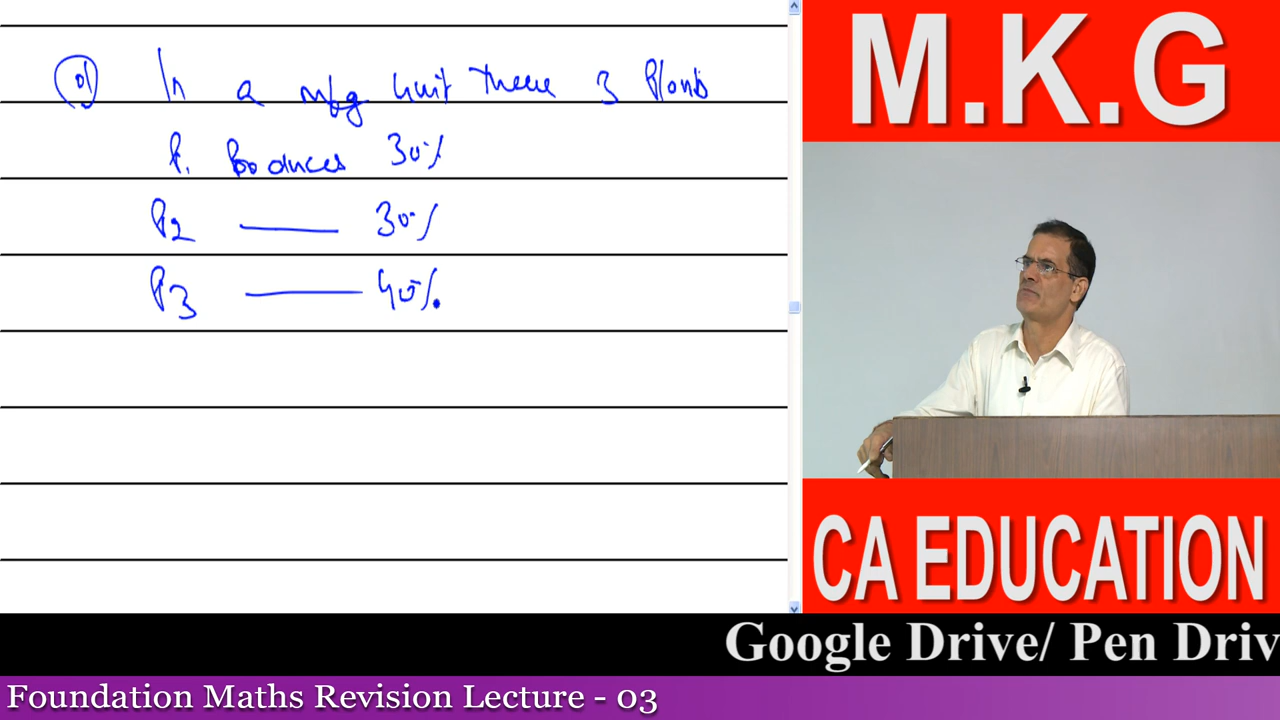 Q In a mfg unit there 3 Plants
P1 Produces 30%
P2 —— 30%
P3 —— 40%
M.K.G
CA EDUCATION
Google Drive/ Pen Driv
Foundation Maths Revision Lecture - 03